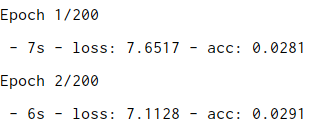 Epoch 1/200
- 7s - loss: 7.6517 - acc: 0.0281
Epoch 2/200
- 6s - loss: 7.1128 - acc: 0.0291